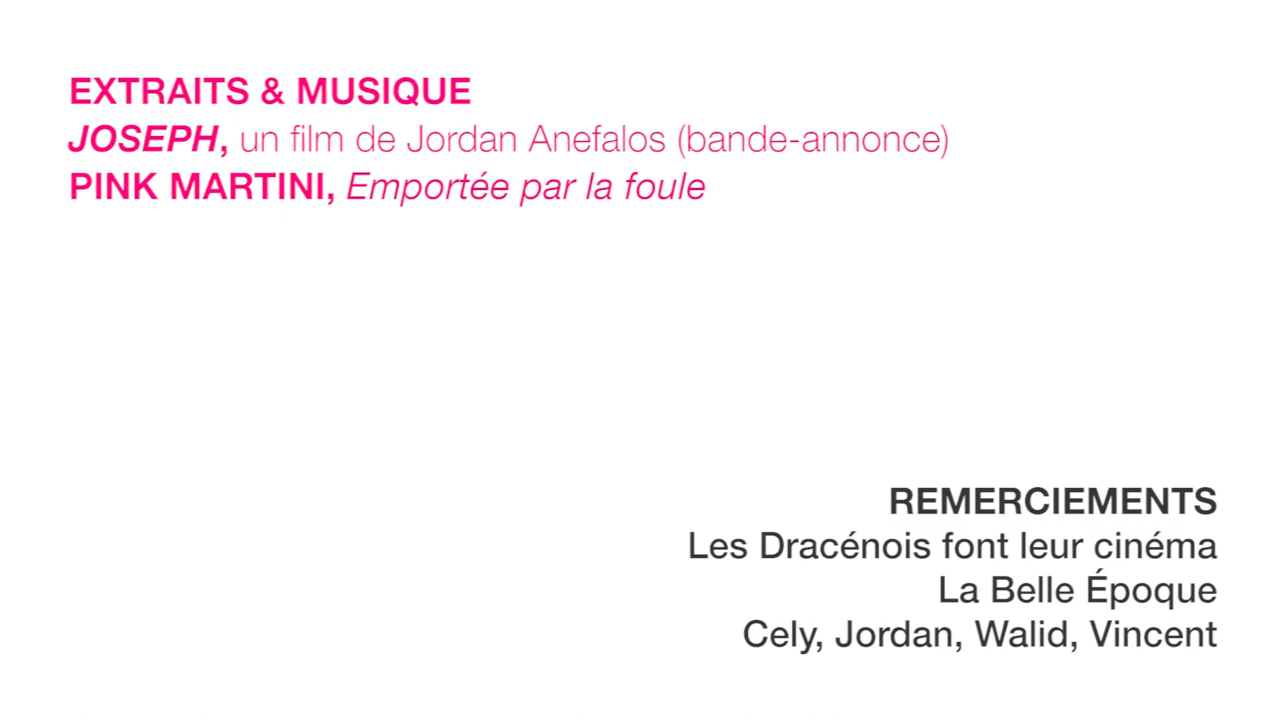 EXTRAITS & MUSIQUE
JOSEPH, un film de Jordan Anefalos (bande-annonce)
PINK MARTINI, Emportée par la foule
REMERCIEMENTS
Les Dracénois font leur cinéma
La Belle Époque
Cely, Jordan, Walid, Vincent